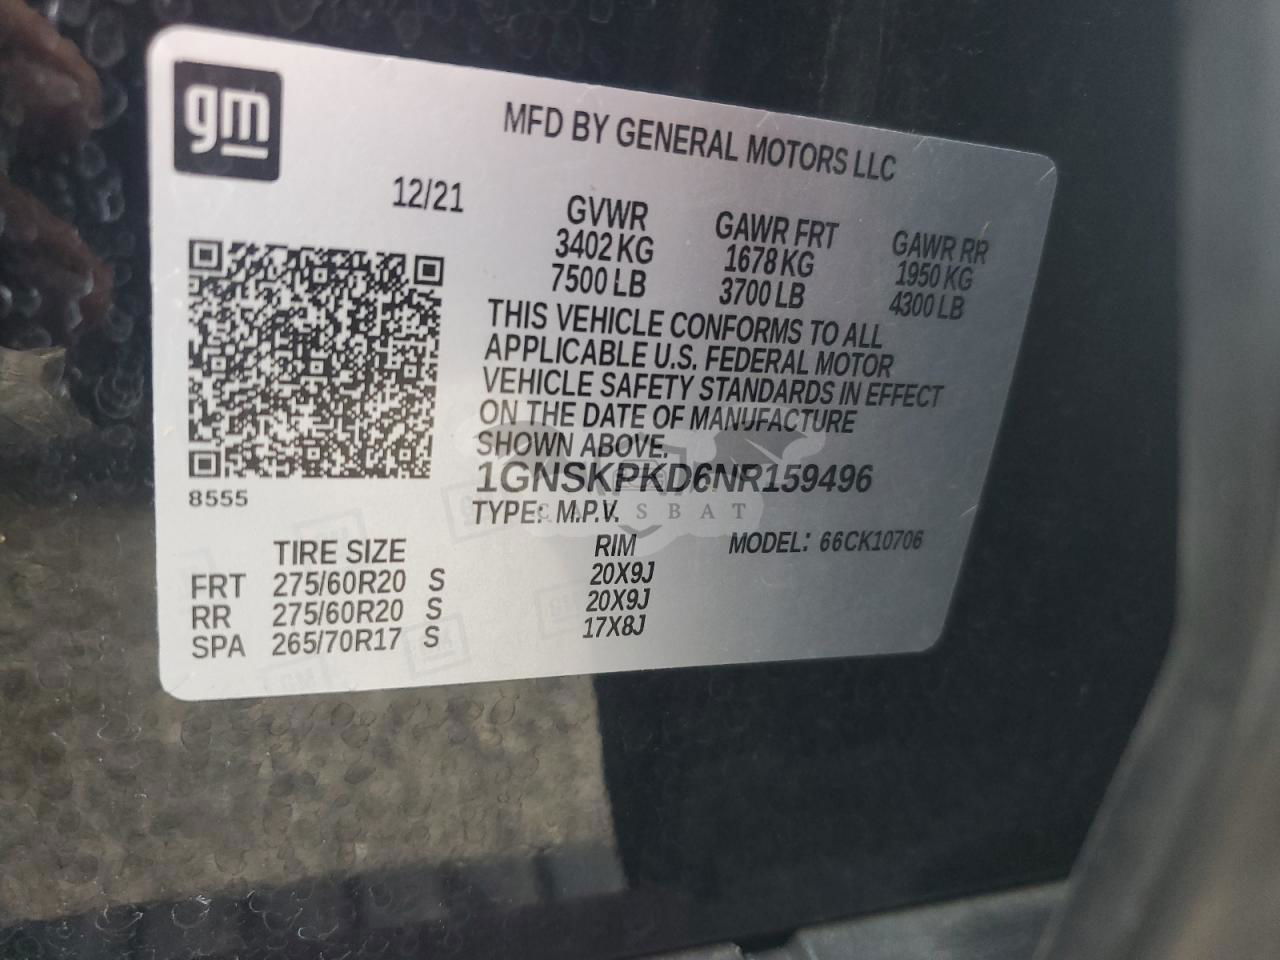 gm
MFD BY GENERAL MOTORS LLC
12/21
GVWR GAWR FRT GAWR RR
3402 KG 1678 KG 1950 KG
7500 LB 3700 LB 4300 LB
THIS VEHICLE CONFORMS TO ALL
APPLICABLE U.S. FEDERAL MOTOR
VEHICLE SAFETY STANDARDS IN EFFECT
ON THE DATE OF MANUFACTURE
SHOWN ABOVE.
1GNSKPKD6NR159496
TYPE: M.P.V. MODEL: 66CK10706
8555
TIRE SIZE RIM
FRT 275/60R20 S 20X9J
RR 275/60R20 S 20X9J
SPA 265/70R17 S 17X8J